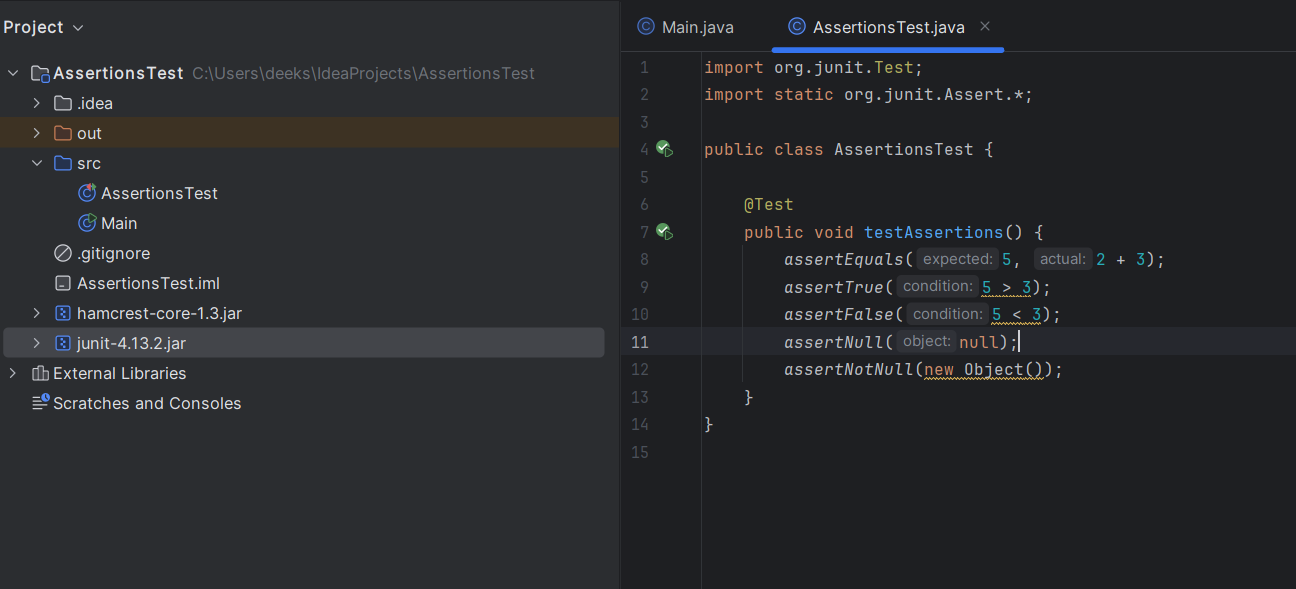 Project
AssertionsTest C:\Users\deeks\IdeaProjects\AssertionsTest
.idea
out
src
AssertionsTest
Main
.gitignore
AssertionsTest.iml
hamcrest-core-1.3.jar
junit-4.13.2.jar
External Libraries
Scratches and Consoles
Main.java AssertionsTest.java
1 import org.junit.Test;
2 import static org.junit.Assert.*;
3
4 public class AssertionsTest {
5
6 @Test
7 public void testAssertions() {
8 assertEquals( expected: 5, actual: 2 + 3);
9 assertTrue( condition: 5 > 3);
10 assertFalse( condition: 5 < 3);
11 assertNull( object: null);
12 assertNotNull(new Object());
13 }
14 }
15